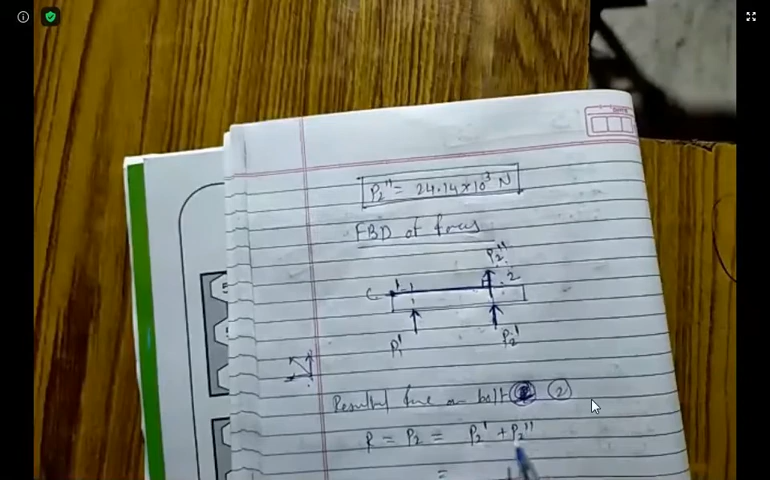 P₂" = 24.14×10³ N
FBD of forces
P₂"
C 1 2
P₁' P₂'
Resulted force on bolt ②
R = P₂ = P₂' + P₂"
=